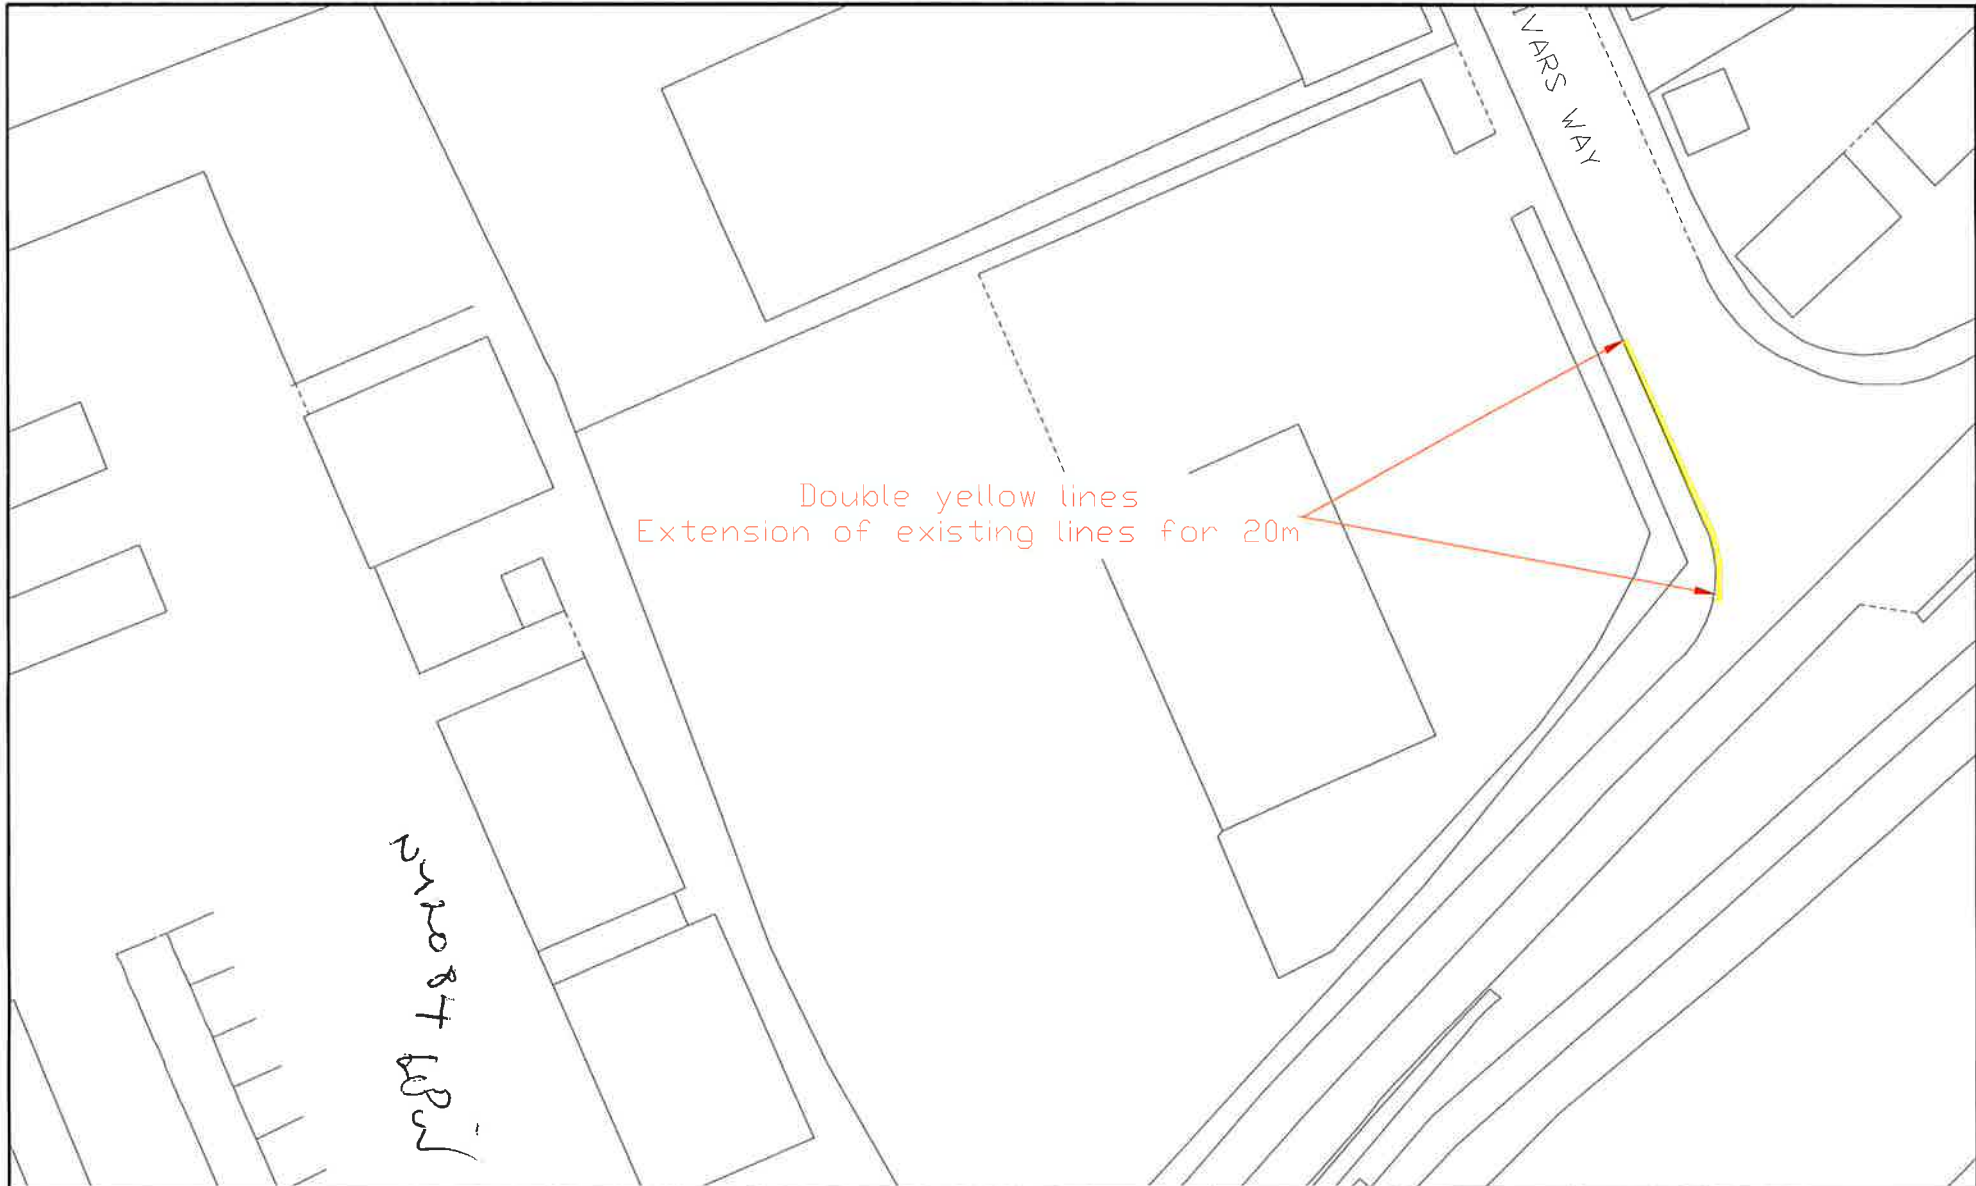 VARS WAY
Double yellow lines
Extension of existing lines for 20m